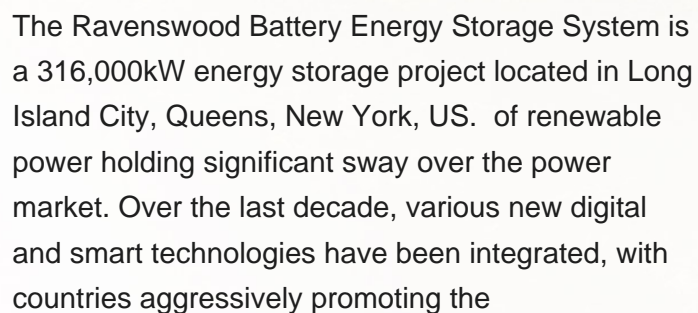 The Ravenswood Battery Energy Storage System is
a 316,000kW energy storage project located in Long
Island City, Queens, New York, US.  of renewable
power holding significant sway over the power
market. Over the last decade, various new digital
and smart technologies have been integrated, with
countries aggressively promoting the